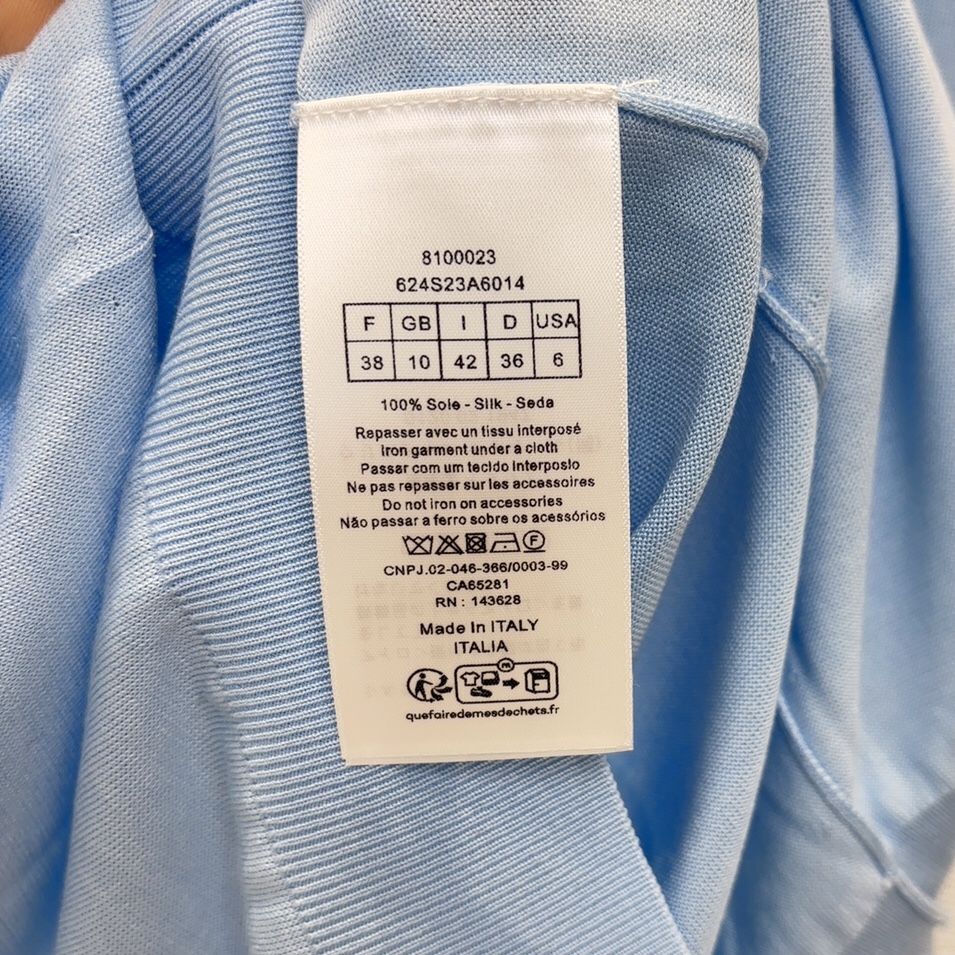 8100023
624S23A6014
F GB I D USA
38 10 42 36 6
100% Soie - Silk - Seda
Repasser avec un tissu interposé
Iron garment under a cloth
Passar com um tecido interposto
Ne pas repasser sur les accessoires
Do not iron on accessories
Não passar a ferro sobre os acessórios
F
CNPJ.02-046-366/0003-99
CA65281
RN : 143628
Made In ITALY
ITALIA
quefairedemesdechets.fr